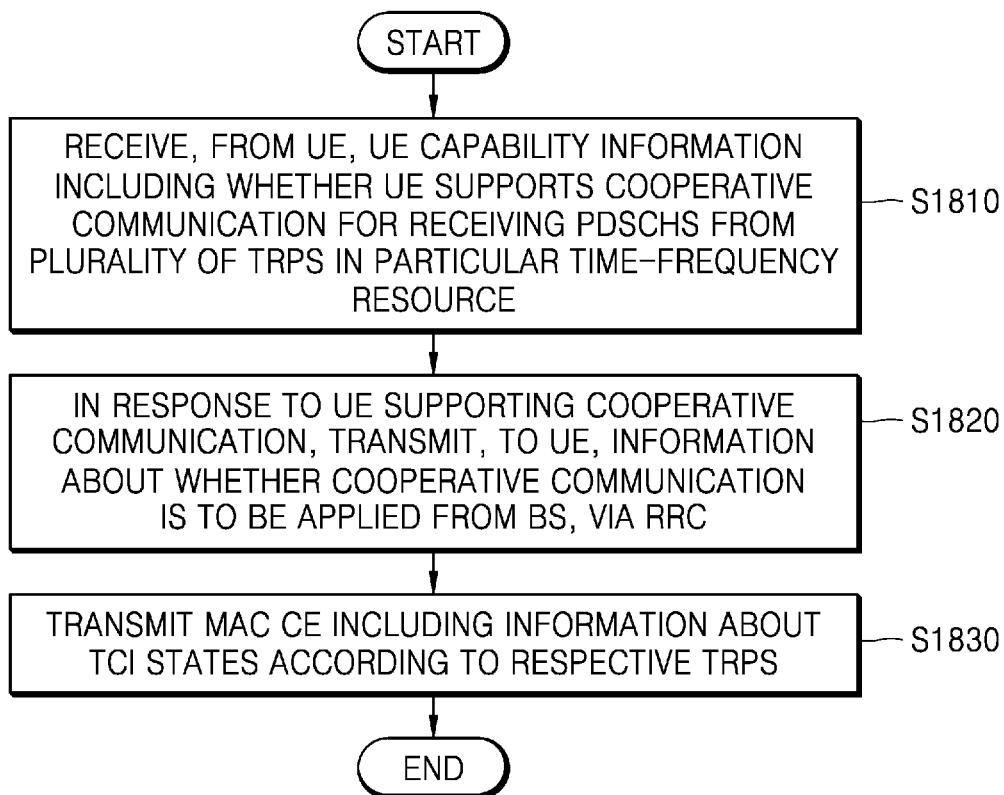 START
RECEIVE, FROM UE, UE CAPABILITY INFORMATION
INCLUDING WHETHER UE SUPPORTS COOPERATIVE
COMMUNICATION FOR RECEIVING PDSCHS FROM
PLURALITY OF TRPS IN PARTICULAR TIME-FREQUENCY
RESOURCE
S1810
IN RESPONSE TO UE SUPPORTING COOPERATIVE
COMMUNICATION, TRANSMIT, TO UE, INFORMATION
ABOUT WHETHER COOPERATIVE COMMUNICATION
IS TO BE APPLIED FROM BS, VIA RRC
S1820
TRANSMIT MAC CE INCLUDING INFORMATION ABOUT
TCI STATES ACCORDING TO RESPECTIVE TRPS
S1830
END